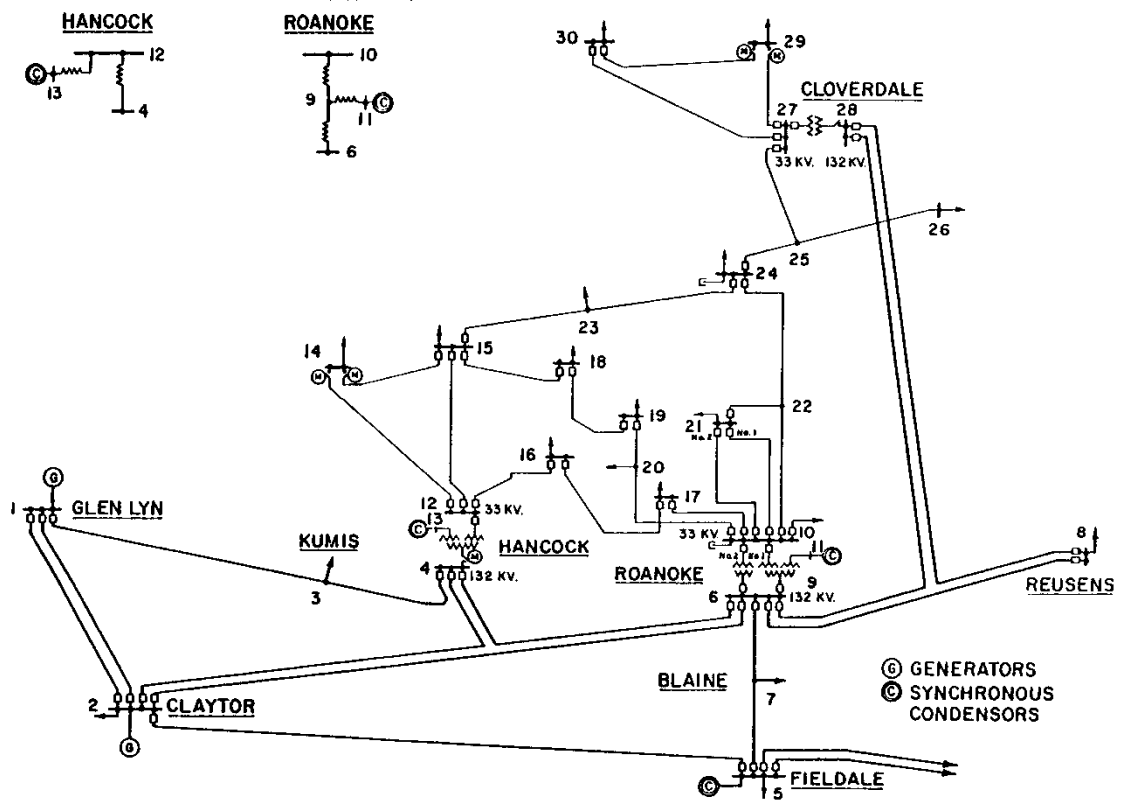 HANCOCK
12
C
13
4
ROANOKE
10
9
C
11
6
30
29
M
M
CLOVERDALE
27
28
33 KV.
132 KV.
26
25
24
23
15
14
M
M
18
22
19
21
No.2
No.1
16
20
17
G
1
GLEN LYN
12
33 KV.
13
C
HANCOCK
M
KUMIS
4
132 KV.
3
33 KV.
10
No.2
No.1
11
C
ROANOKE
9
6
132 KV.
8
REUSENS
BLAINE
7
G GENERATORS
C SYNCHRONOUS
CONDENSORS
2
CLAYTOR
G
C
FIELDALE
5